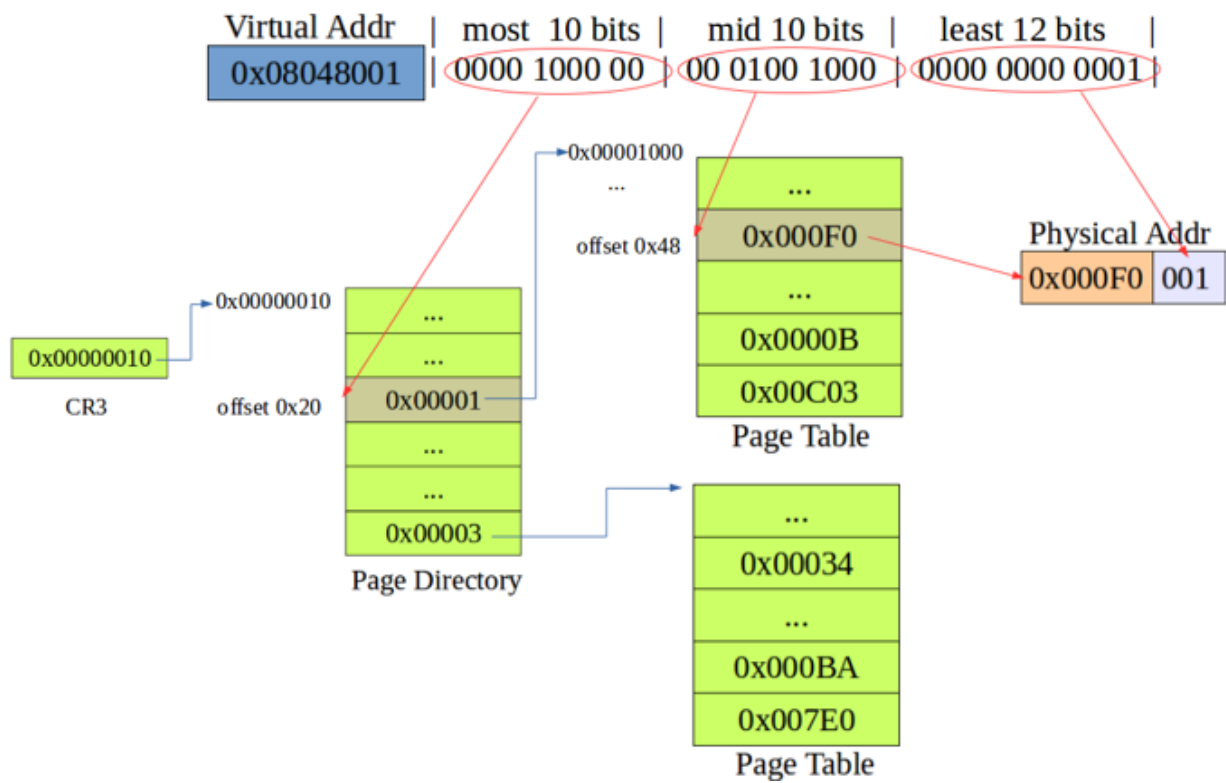 Virtual Addr | most 10 bits | mid 10 bits | least 12 bits |
0x08048001 | 0000 1000 00 | 00 0100 1000 | 0000 0000 0001 |
0x00001000
...
...
offset 0x48
0x000F0
...
0x0000B
0x00C03
Page Table
Physical Addr
0x000F0 001
0x00000010
CR3
0x00000010
offset 0x20
...
...
0x00001
...
...
0x00003
Page Directory
...
0x00034
...
0x000BA
0x007E0
Page Table